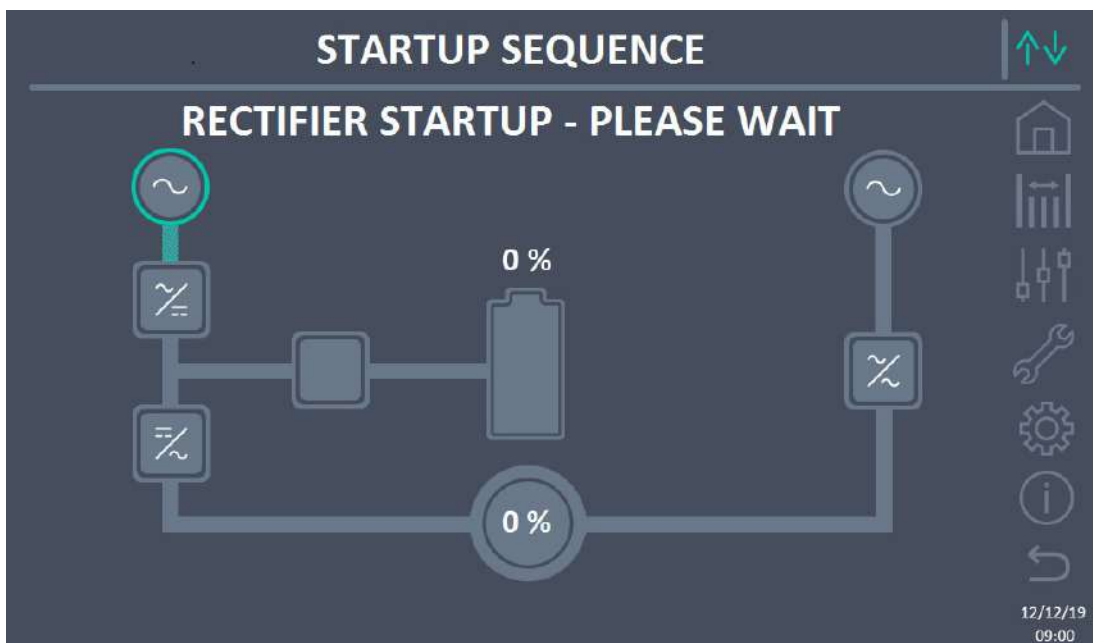 STARTUP SEQUENCE
RECTIFIER STARTUP - PLEASE WAIT
0 %
0 %
12/12/19
09:00